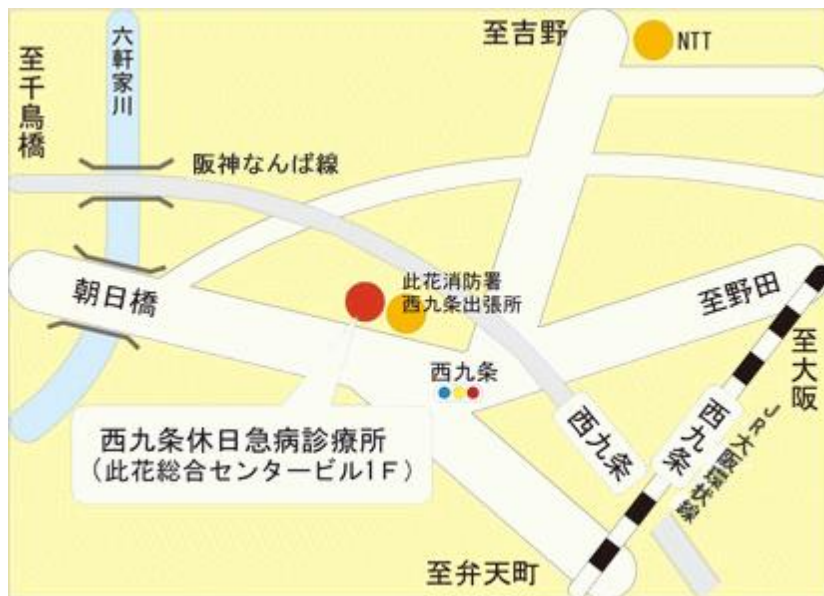 至吉野
NTT
六軒家川
至千鳥橋
阪神なんば線
此花消防署
西九条出張所
朝日橋
至野田
西九条
至大阪
西九条
西九条
JR大阪環状線
西九条休日急病診療所
(此花総合センタービル1F)
至弁天町